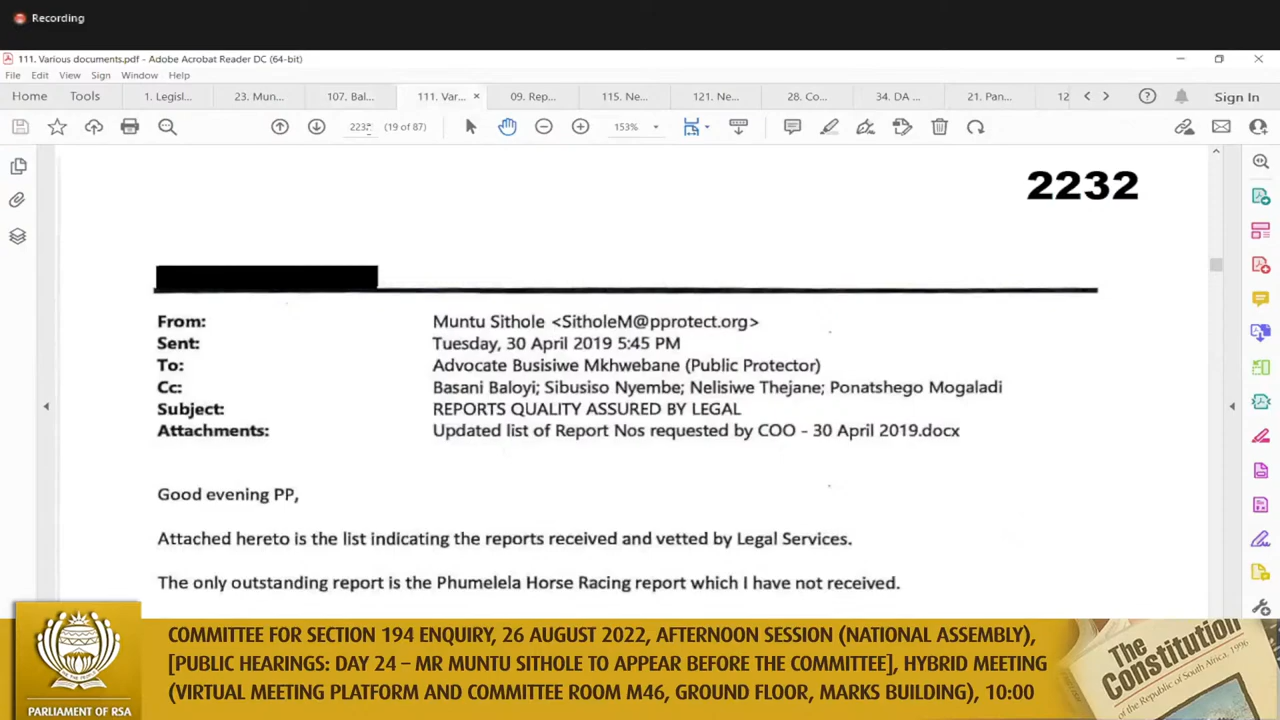 Recording
111. Various documents.pdf - Adobe Acrobat Reader DC (64-bit)
File Edit View Sign Window Help
Home Tools 1. Legisl... 23. Mun... 107. Bal... 111. Var... × 09. Rep... 115. Ne... 121. Ne... 28. Co... 34. DA ... 21. Pan... 12 Sign In
2232 (19 of 87) 153%
2232
From: Muntu Sithole <SitholeM@pprotect.org>
Sent: Tuesday, 30 April 2019 5:45 PM
To: Advocate Busisiwe Mkhwebane (Public Protector)
Cc: Basani Baloyi; Sibusiso Nyembe; Nelisiwe Thejane; Ponatshego Mogaladi
Subject: REPORTS QUALITY ASSURED BY LEGAL
Attachments: Updated list of Report Nos requested by COO - 30 April 2019.docx
Good evening PP,
Attached hereto is the list indicating the reports received and vetted by Legal Services.
The only outstanding report is the Phumelela Horse Racing report which I have not received.
COMMITTEE FOR SECTION 194 ENQUIRY, 26 AUGUST 2022, AFTERNOON SESSION (NATIONAL ASSEMBLY),
[PUBLIC HEARINGS: DAY 24 – MR MUNTU SITHOLE TO APPEAR BEFORE THE COMMITTEE], HYBRID MEETING
(VIRTUAL MEETING PLATFORM AND COMMITTEE ROOM M46, GROUND FLOOR, MARKS BUILDING), 10:00
PARLIAMENT OF RSA
The
Constitution
of the Republic of South Africa, 1996